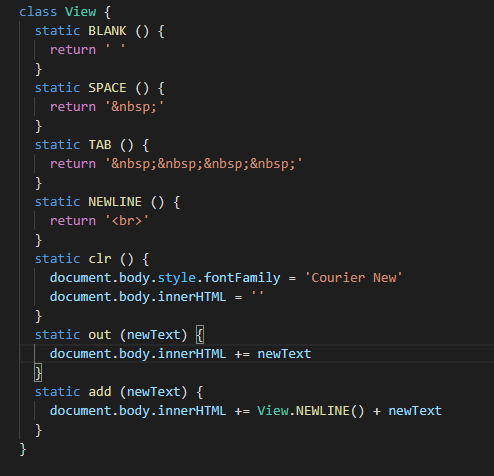 class View {
  static BLANK () {
    return ' '
  }
  static SPACE () {
    return '&nbsp;'
  }
  static TAB () {
    return '&nbsp;&nbsp;&nbsp;&nbsp;'
  }
  static NEWLINE () {
    return '<br>'
  }
  static clr () {
    document.body.style.fontFamily = 'Courier New'
    document.body.innerHTML = ''
  }
  static out (newText) {
    document.body.innerHTML += newText
  }
  static add (newText) {
    document.body.innerHTML += View.NEWLINE() + newText
  }
}